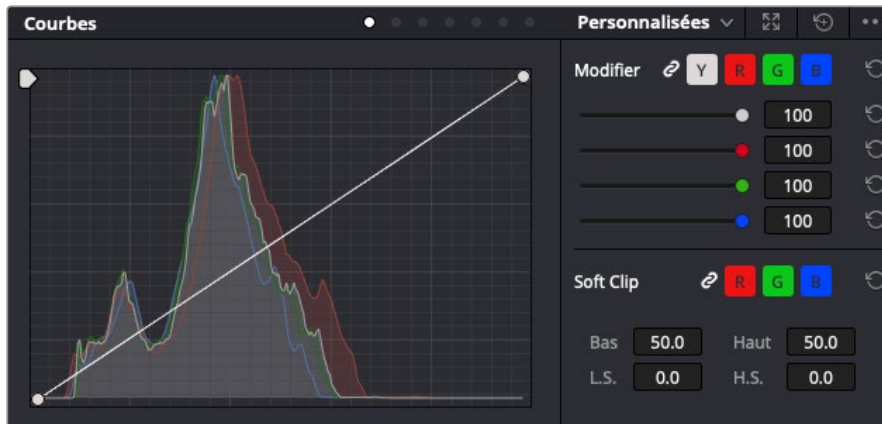 Courbes
Personnalisées
Modifier Y R G B
100
100
100
100
Soft Clip R G B
Bas 50.0 Haut 50.0
L.S. 0.0 H.S. 0.0